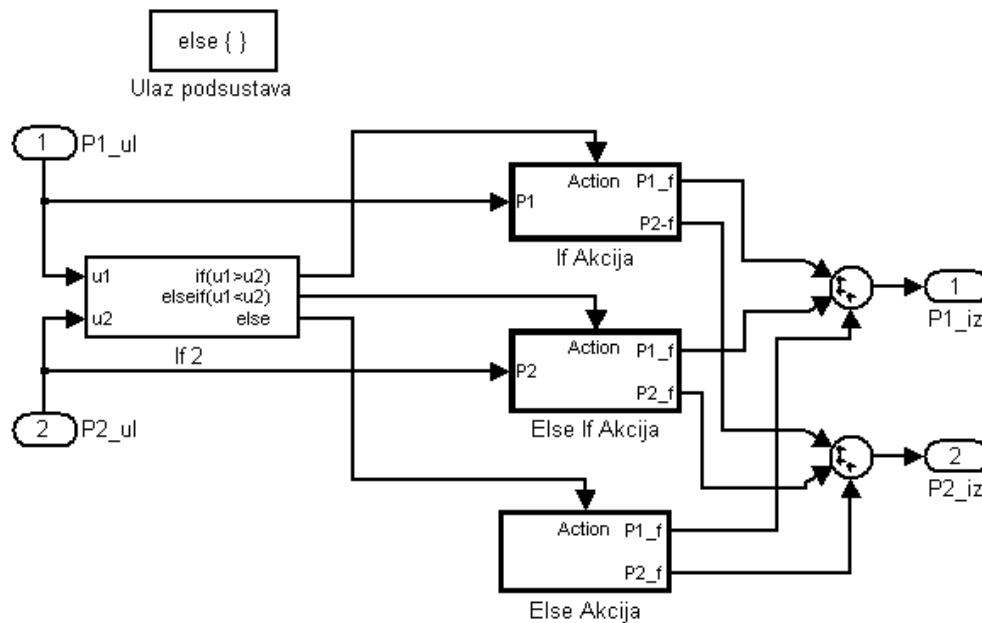 else { }
Ulaz podsustava
1
P1_ul
u1
if(u1>u2)
elseif(u1<u2)
u2
else
If 2
2
P2_ul
Action
P1_f
P1
P2-f
If Akcija
Action
P1_f
P2
P2_f
Else If Akcija
Action
P1_f
P2_f
Else Akcija
1
P1_iz
2
P2_iz